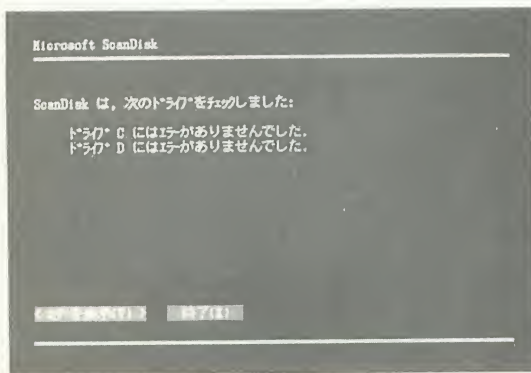 Microsoft ScanDisk
ScanDisk は, 次のﾄﾞﾗｲﾌﾞをﾁｪｯｸしました:
ﾄﾞﾗｲﾌﾞ C にはｴﾗｰがありませんでした.
ﾄﾞﾗｲﾌﾞ D にはｴﾗｰがありませんでした.
終了(X)